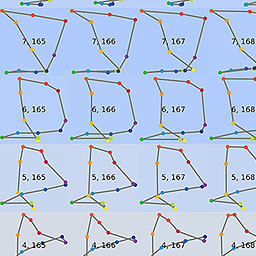 7, 165 7, 166 7, 167 7, 168
6, 165 6, 166 6, 167 6, 168
5, 165 5, 166 5, 167 5, 168
4, 165 4, 166 4, 167 4, 168